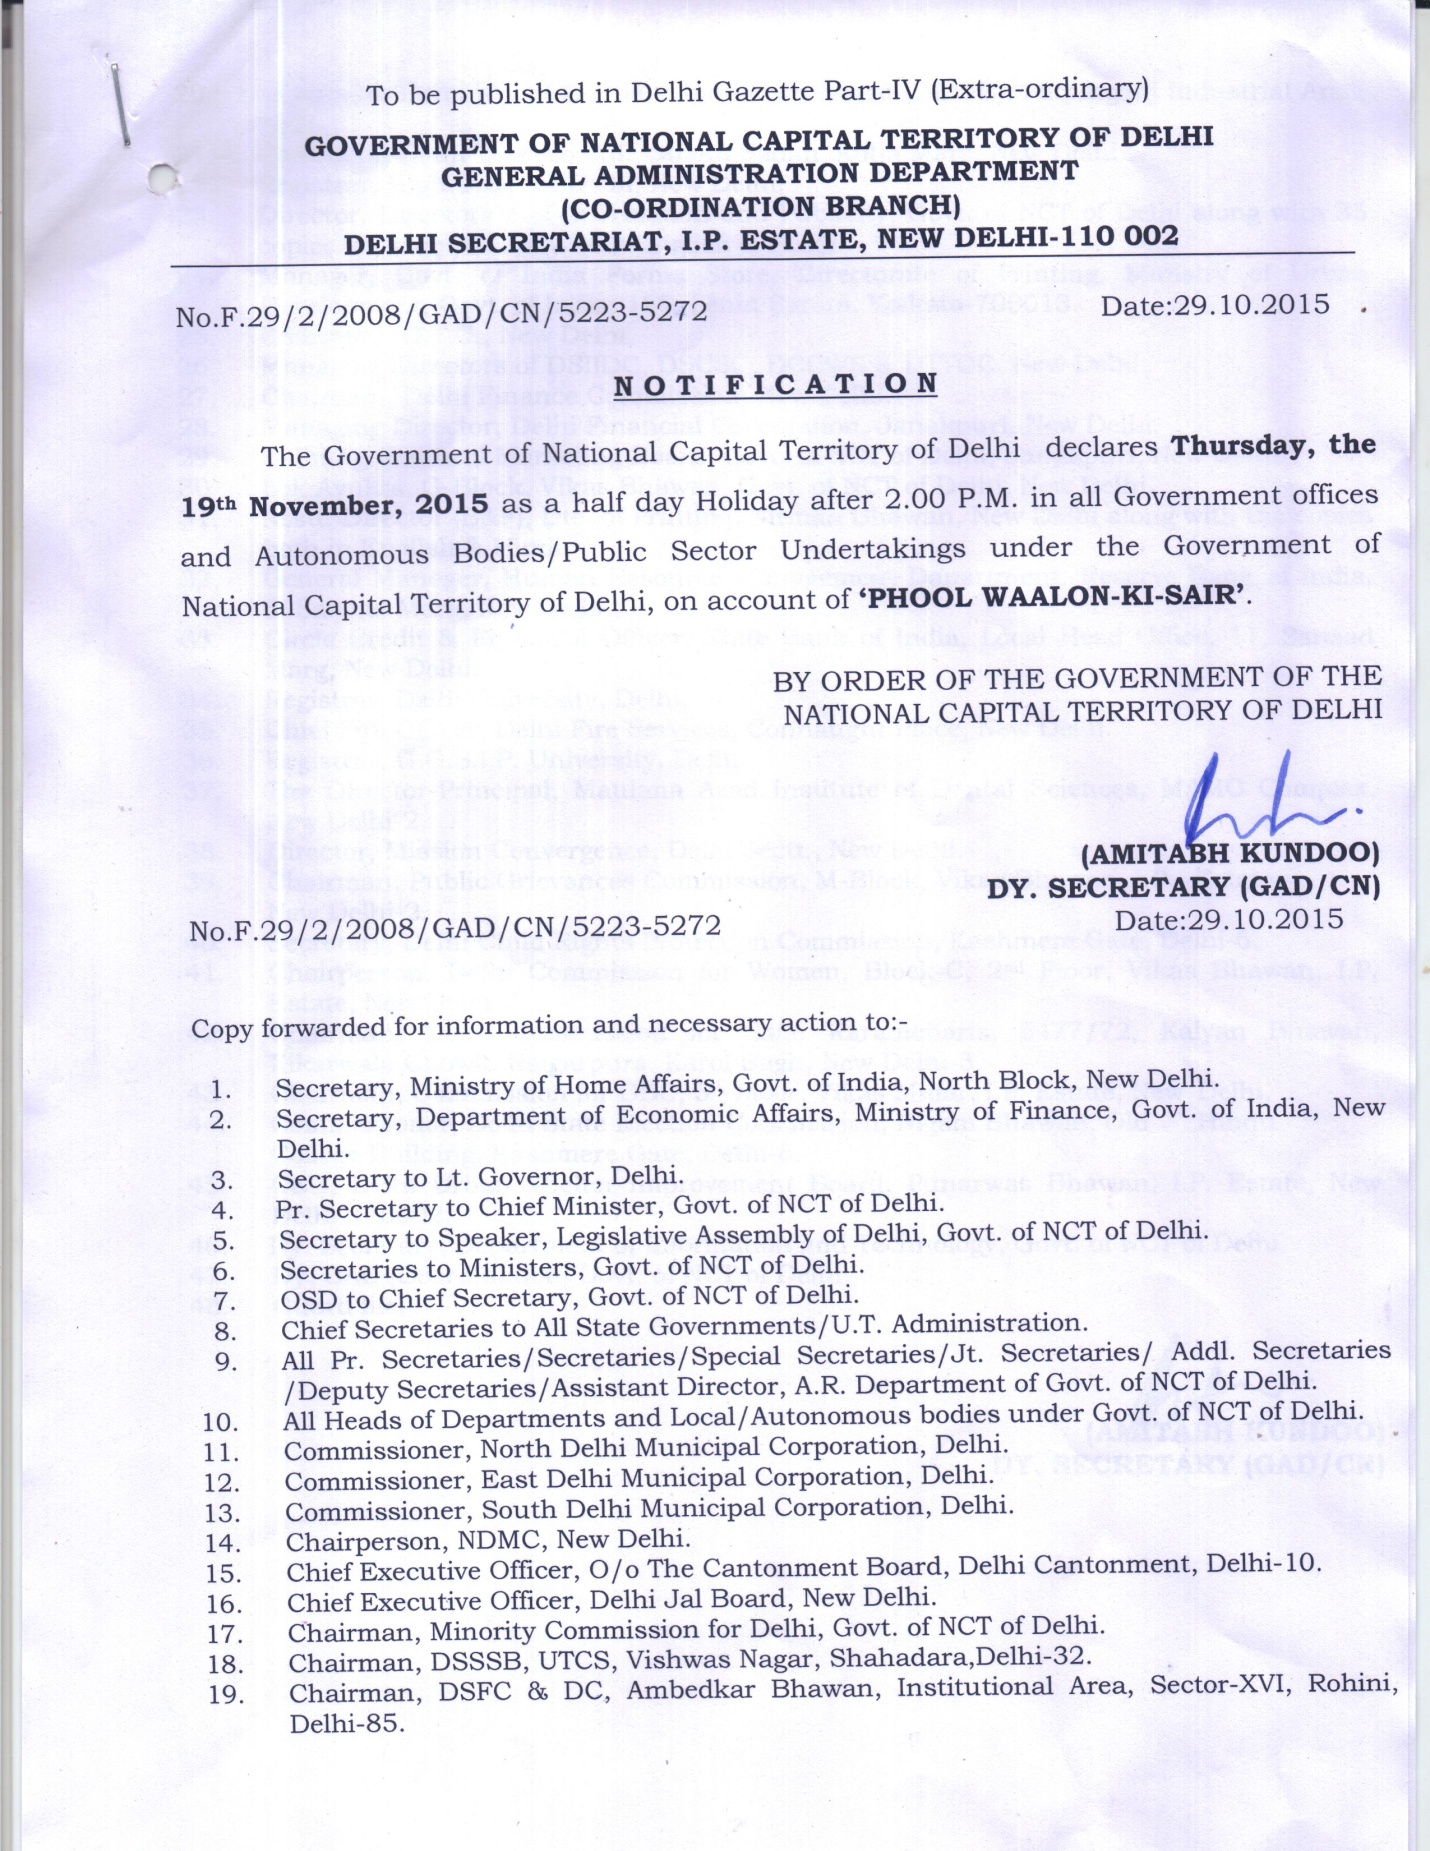 To be published in Delhi Gazette Part-IV (Extra-ordinary)
GOVERNMENT OF NATIONAL CAPITAL TERRITORY OF DELHI
GENERAL ADMINISTRATION DEPARTMENT
(CO-ORDINATION BRANCH)
DELHI SECRETARIAT, I.P. ESTATE, NEW DELHI-110 002
No.F.29/2/2008/GAD/CN/5223-5272 Date:29.10.2015
NOTIFICATION
The Government of National Capital Territory of Delhi declares Thursday, the
19th November, 2015 as a half day Holiday after 2.00 P.M. in all Government offices
and Autonomous Bodies/Public Sector Undertakings under the Government of
National Capital Territory of Delhi, on account of ‘PHOOL WAALON-KI-SAIR’.
BY ORDER OF THE GOVERNMENT OF THE
NATIONAL CAPITAL TERRITORY OF DELHI
(AMITABH KUNDOO)
DY. SECRETARY (GAD/CN)
No.F.29/2/2008/GAD/CN/5223-5272 Date:29.10.2015
Copy forwarded for information and necessary action to:-
1. Secretary, Ministry of Home Affairs, Govt. of India, North Block, New Delhi.
2. Secretary, Department of Economic Affairs, Ministry of Finance, Govt. of India, New
Delhi.
3. Secretary to Lt. Governor, Delhi.
4. Pr. Secretary to Chief Minister, Govt. of NCT of Delhi.
5. Secretary to Speaker, Legislative Assembly of Delhi, Govt. of NCT of Delhi.
6. Secretaries to Ministers, Govt. of NCT of Delhi.
7. OSD to Chief Secretary, Govt. of NCT of Delhi.
8. Chief Secretaries to All State Governments/U.T. Administration.
9. All Pr. Secretaries/Secretaries/Special Secretaries/Jt. Secretaries/ Addl. Secretaries
/Deputy Secretaries/Assistant Director, A.R. Department of Govt. of NCT of Delhi.
10. All Heads of Departments and Local/Autonomous bodies under Govt. of NCT of Delhi.
11. Commissioner, North Delhi Municipal Corporation, Delhi.
12. Commissioner, East Delhi Municipal Corporation, Delhi.
13. Commissioner, South Delhi Municipal Corporation, Delhi.
14. Chairperson, NDMC, New Delhi.
15. Chief Executive Officer, O/o The Cantonment Board, Delhi Cantonment, Delhi-10.
16. Chief Executive Officer, Delhi Jal Board, New Delhi.
17. Chairman, Minority Commission for Delhi, Govt. of NCT of Delhi.
18. Chairman, DSSSB, UTCS, Vishwas Nagar, Shahadara,Delhi-32.
19. Chairman, DSFC & DC, Ambedkar Bhawan, Institutional Area, Sector-XVI, Rohini,
Delhi-85.